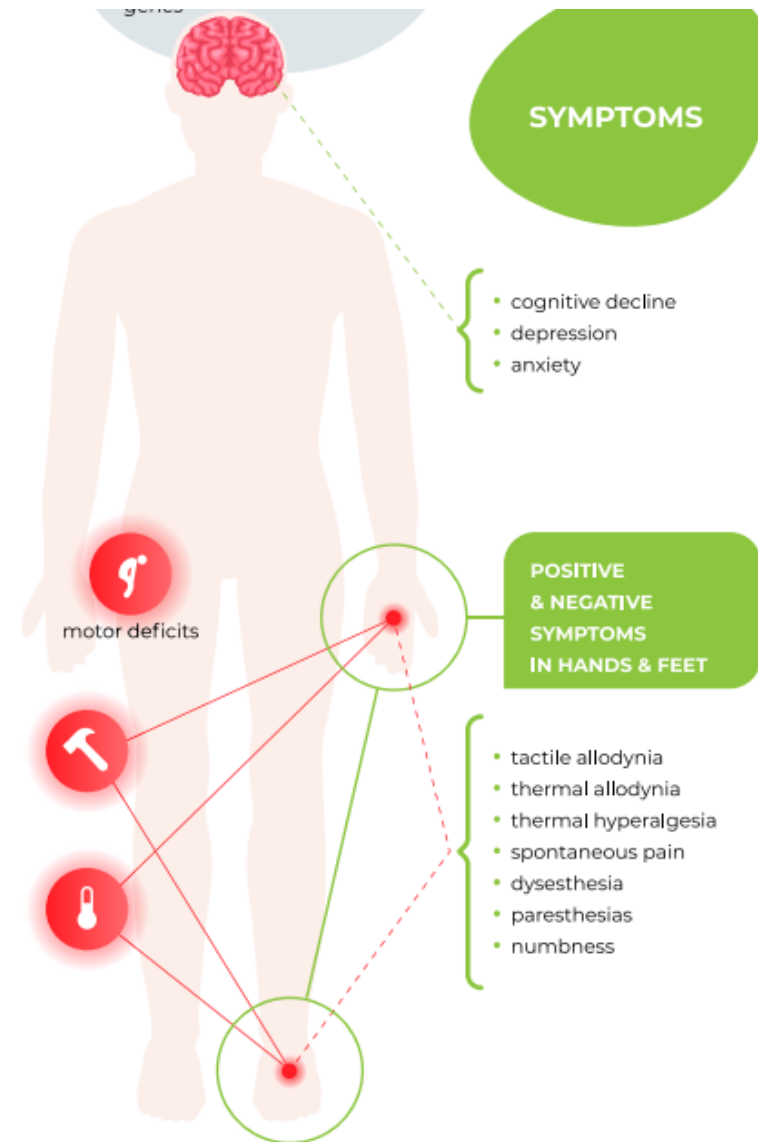 genes
SYMPTOMS
cognitive decline
depression
anxiety
motor deficits
POSITIVE
& NEGATIVE
SYMPTOMS
IN HANDS & FEET
tactile allodynia
thermal allodynia
thermal hyperalgesia
spontaneous pain
dysesthesia
paresthesias
numbness